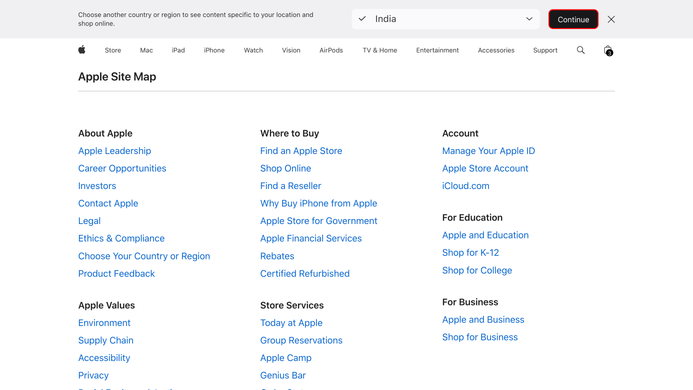 Choose another country or region to see content specific to your location and
shop online.
India
Continue
Store Mac iPad iPhone Watch Vision AirPods TV & Home Entertainment Accessories Support
Apple Site Map
About Apple
Apple Leadership
Career Opportunities
Investors
Contact Apple
Legal
Ethics & Compliance
Choose Your Country or Region
Product Feedback
Apple Values
Environment
Supply Chain
Accessibility
Privacy
Where to Buy
Find an Apple Store
Shop Online
Find a Reseller
Why Buy iPhone from Apple
Apple Store for Government
Apple Financial Services
Rebates
Certified Refurbished
Store Services
Today at Apple
Group Reservations
Apple Camp
Genius Bar
Account
Manage Your Apple ID
Apple Store Account
iCloud.com
For Education
Apple and Education
Shop for K-12
Shop for College
For Business
Apple and Business
Shop for Business